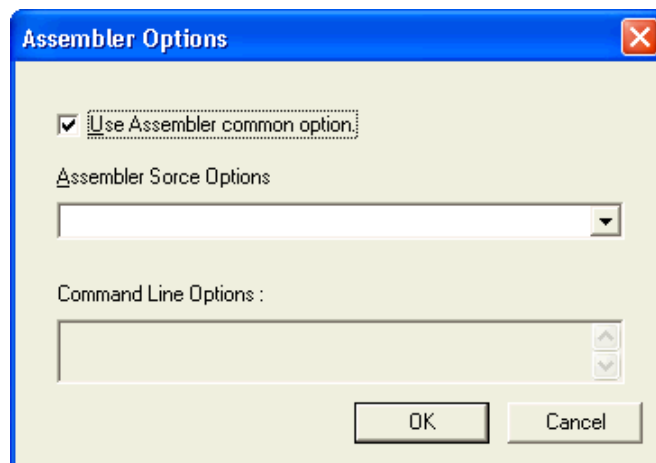 Assembler Options
Use Assembler common option.
Assembler Sorce Options
Command Line Options :
OK
Cancel